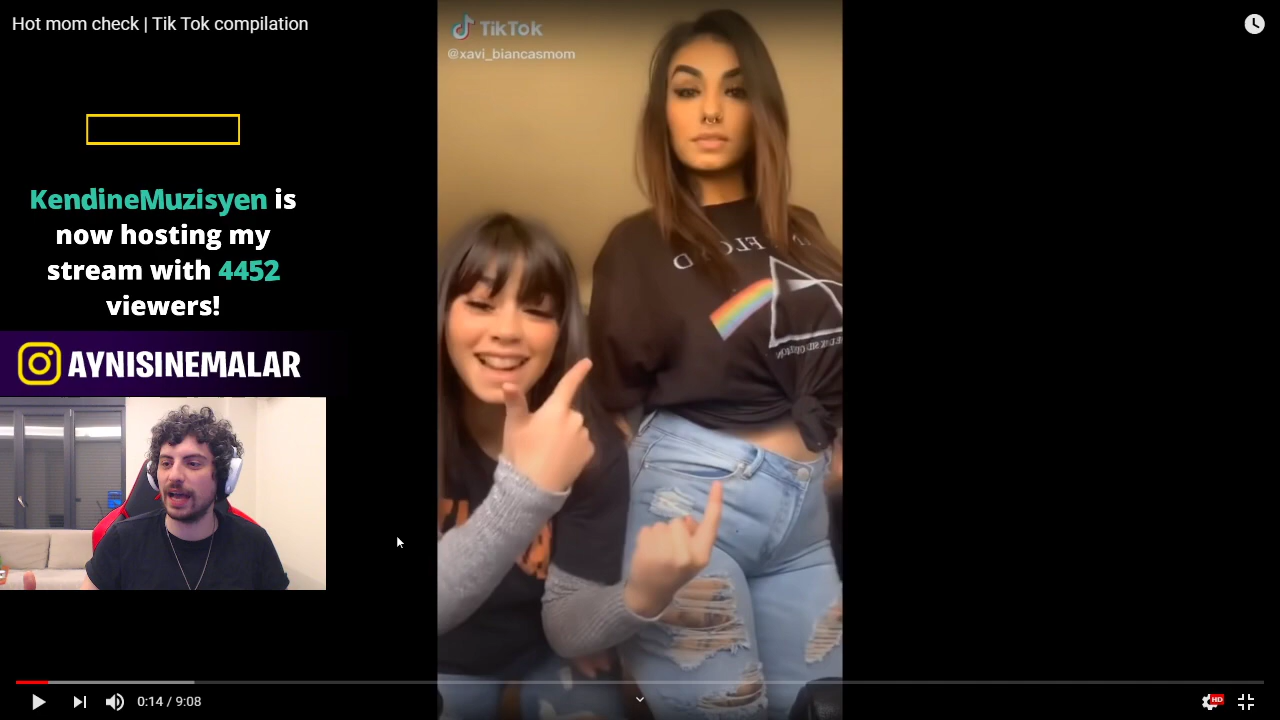 Hot mom check | Tik Tok compilation
TikTok
@xavi_biancasmom
KendineMuzisyen is
now hosting my
stream with 4452
viewers!
AYNISINEMALAR
0:14 / 9:08
HD